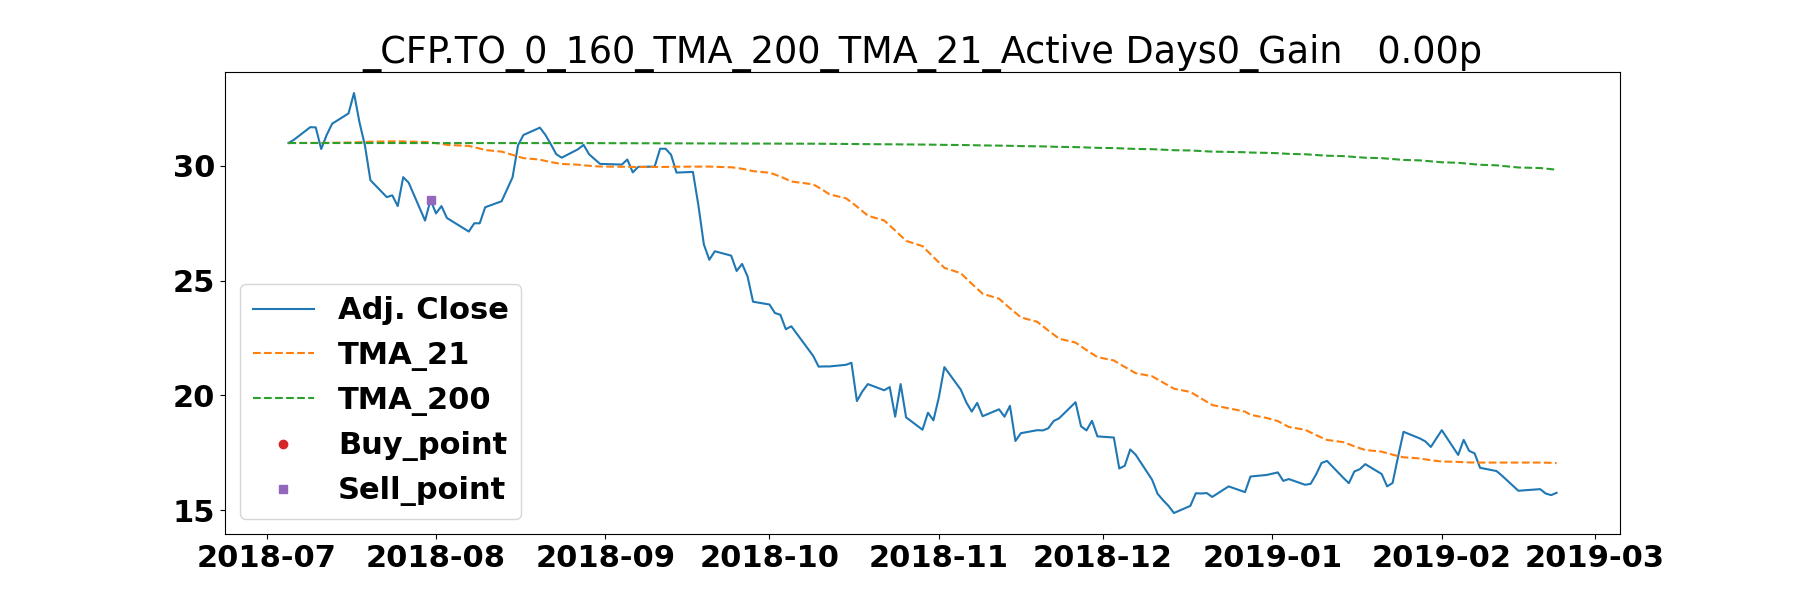 _CFP.TO_0_160_TMA_200_TMA_21_Active Days0_Gain   0.00p
30
25
20
15
Adj. Close
TMA_21
TMA_200
Buy_point
Sell_point
2018-07 2018-08 2018-09 2018-10 2018-11 2018-12 2019-01 2019-02 2019-03